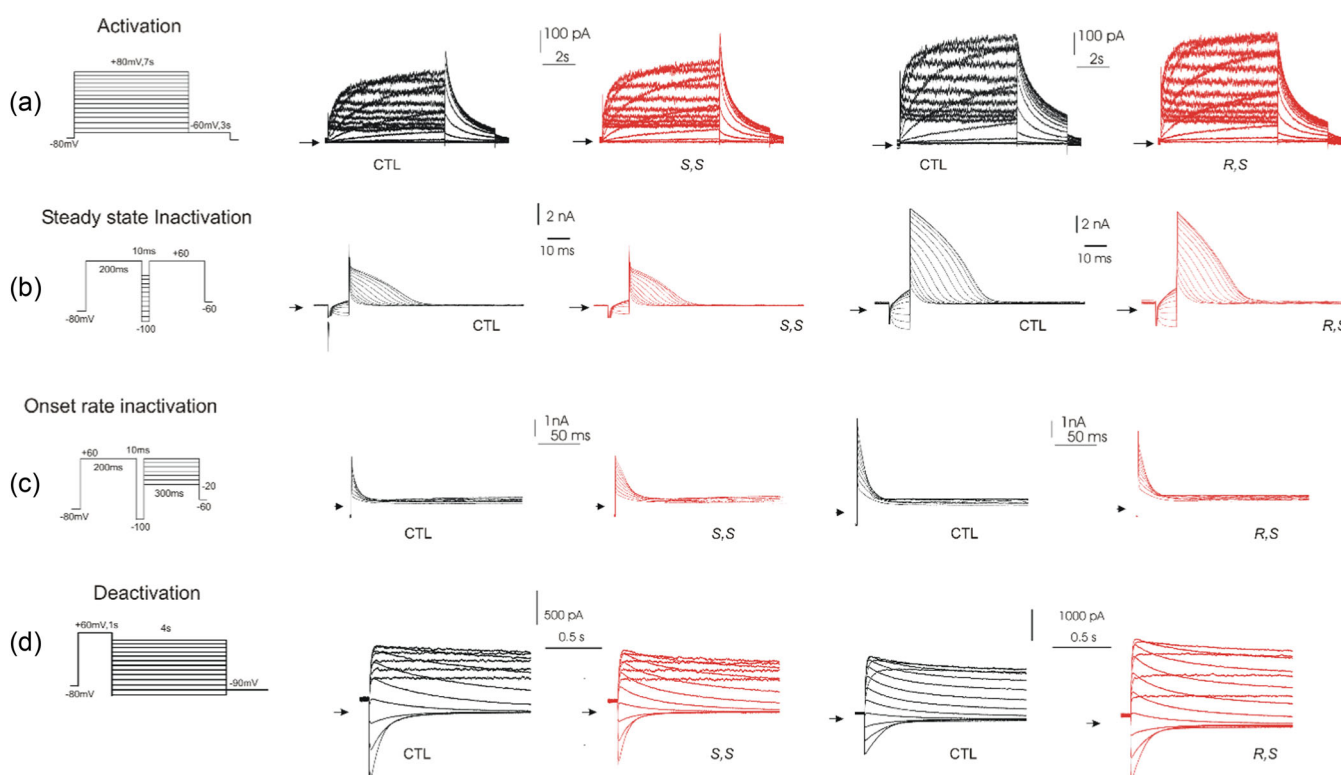 Activation
(a)
+80mV,7s
-60mV,3s
-80mV
100 pA
2s
CTL
S,S
100 pA
2s
CTL
R,S
Steady state Inactivation
(b)
10ms
+60
200ms
-80mV
-60
-100
2 nA
10 ms
CTL
S,S
2 nA
10 ms
CTL
R,S
Onset rate inactivation
(c)
+60
10ms
200ms
300ms
-20
-60
-80mV
-100
1nA
50 ms
CTL
S,S
1nA
50 ms
CTL
R,S
Deactivation
(d)
+60mV,1s
4s
-80mV
-90mV
500 pA
0.5 s
CTL
S,S
1000 pA
0.5 s
CTL
R,S